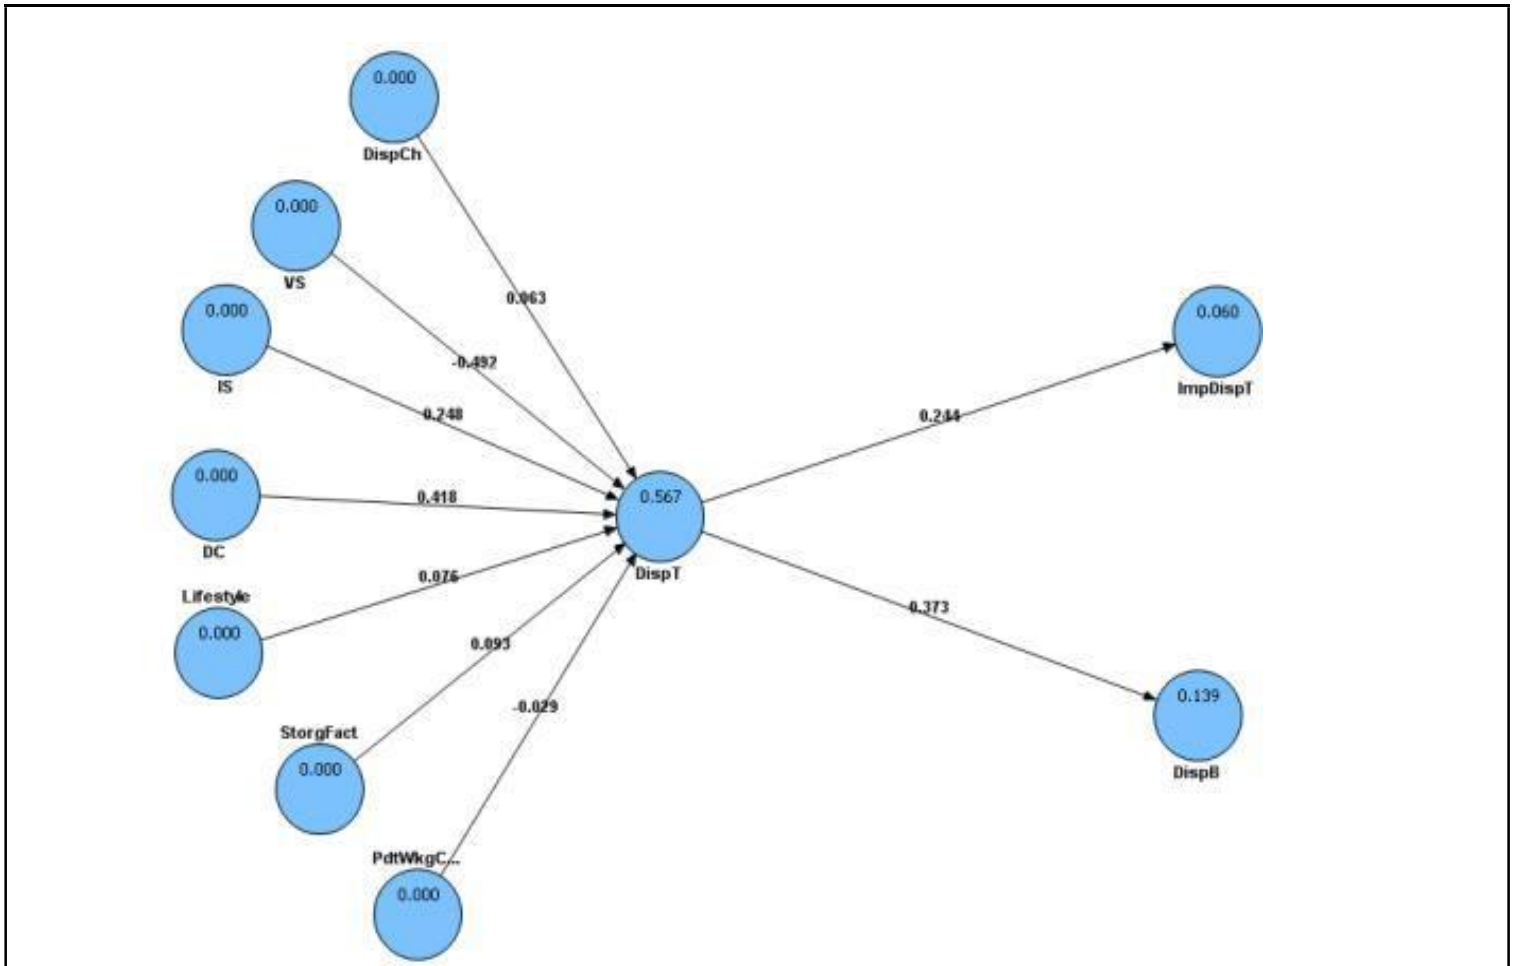 0.000
DispCh
0.000
VS
0.063
0.000
IS
-0.492
0.060
ImpDispT
0.248
0.244
0.000
DC
0.418
0.567
DispT
Lifestyle
0.000
0.076
0.373
0.093
0.139
DispB
-0.029
StorgFact
0.000
PdtWkgC...
0.000